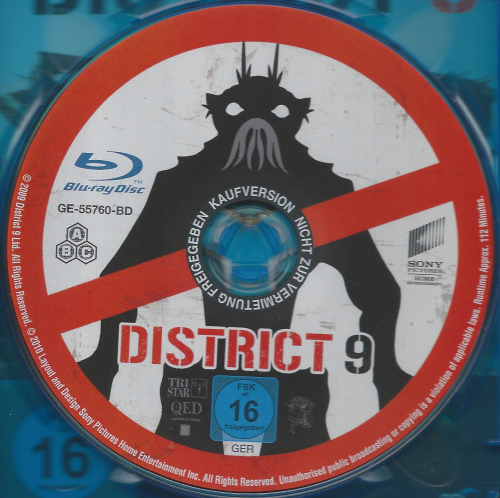 Blu-ray Disc
TM
GE-55760-BD
A
B C
KAUFVERSION NICHT ZUR VERMIETUNG FREIGEGEBEN
SONY
PICTURES
HOME
DISTRICT 9
TRI
STAR
QED
FSK
ab
16
freigegeben
GER
© 2009 District 9 Ltd. All Rights Reserved. © 2010 Layout and Design Sony Pictures Home Entertainment Inc. All Rights Reserved. Unauthorised public broadcasting or copying is a violation of applicable laws. Runtime Approx. 112 Minutes.
16